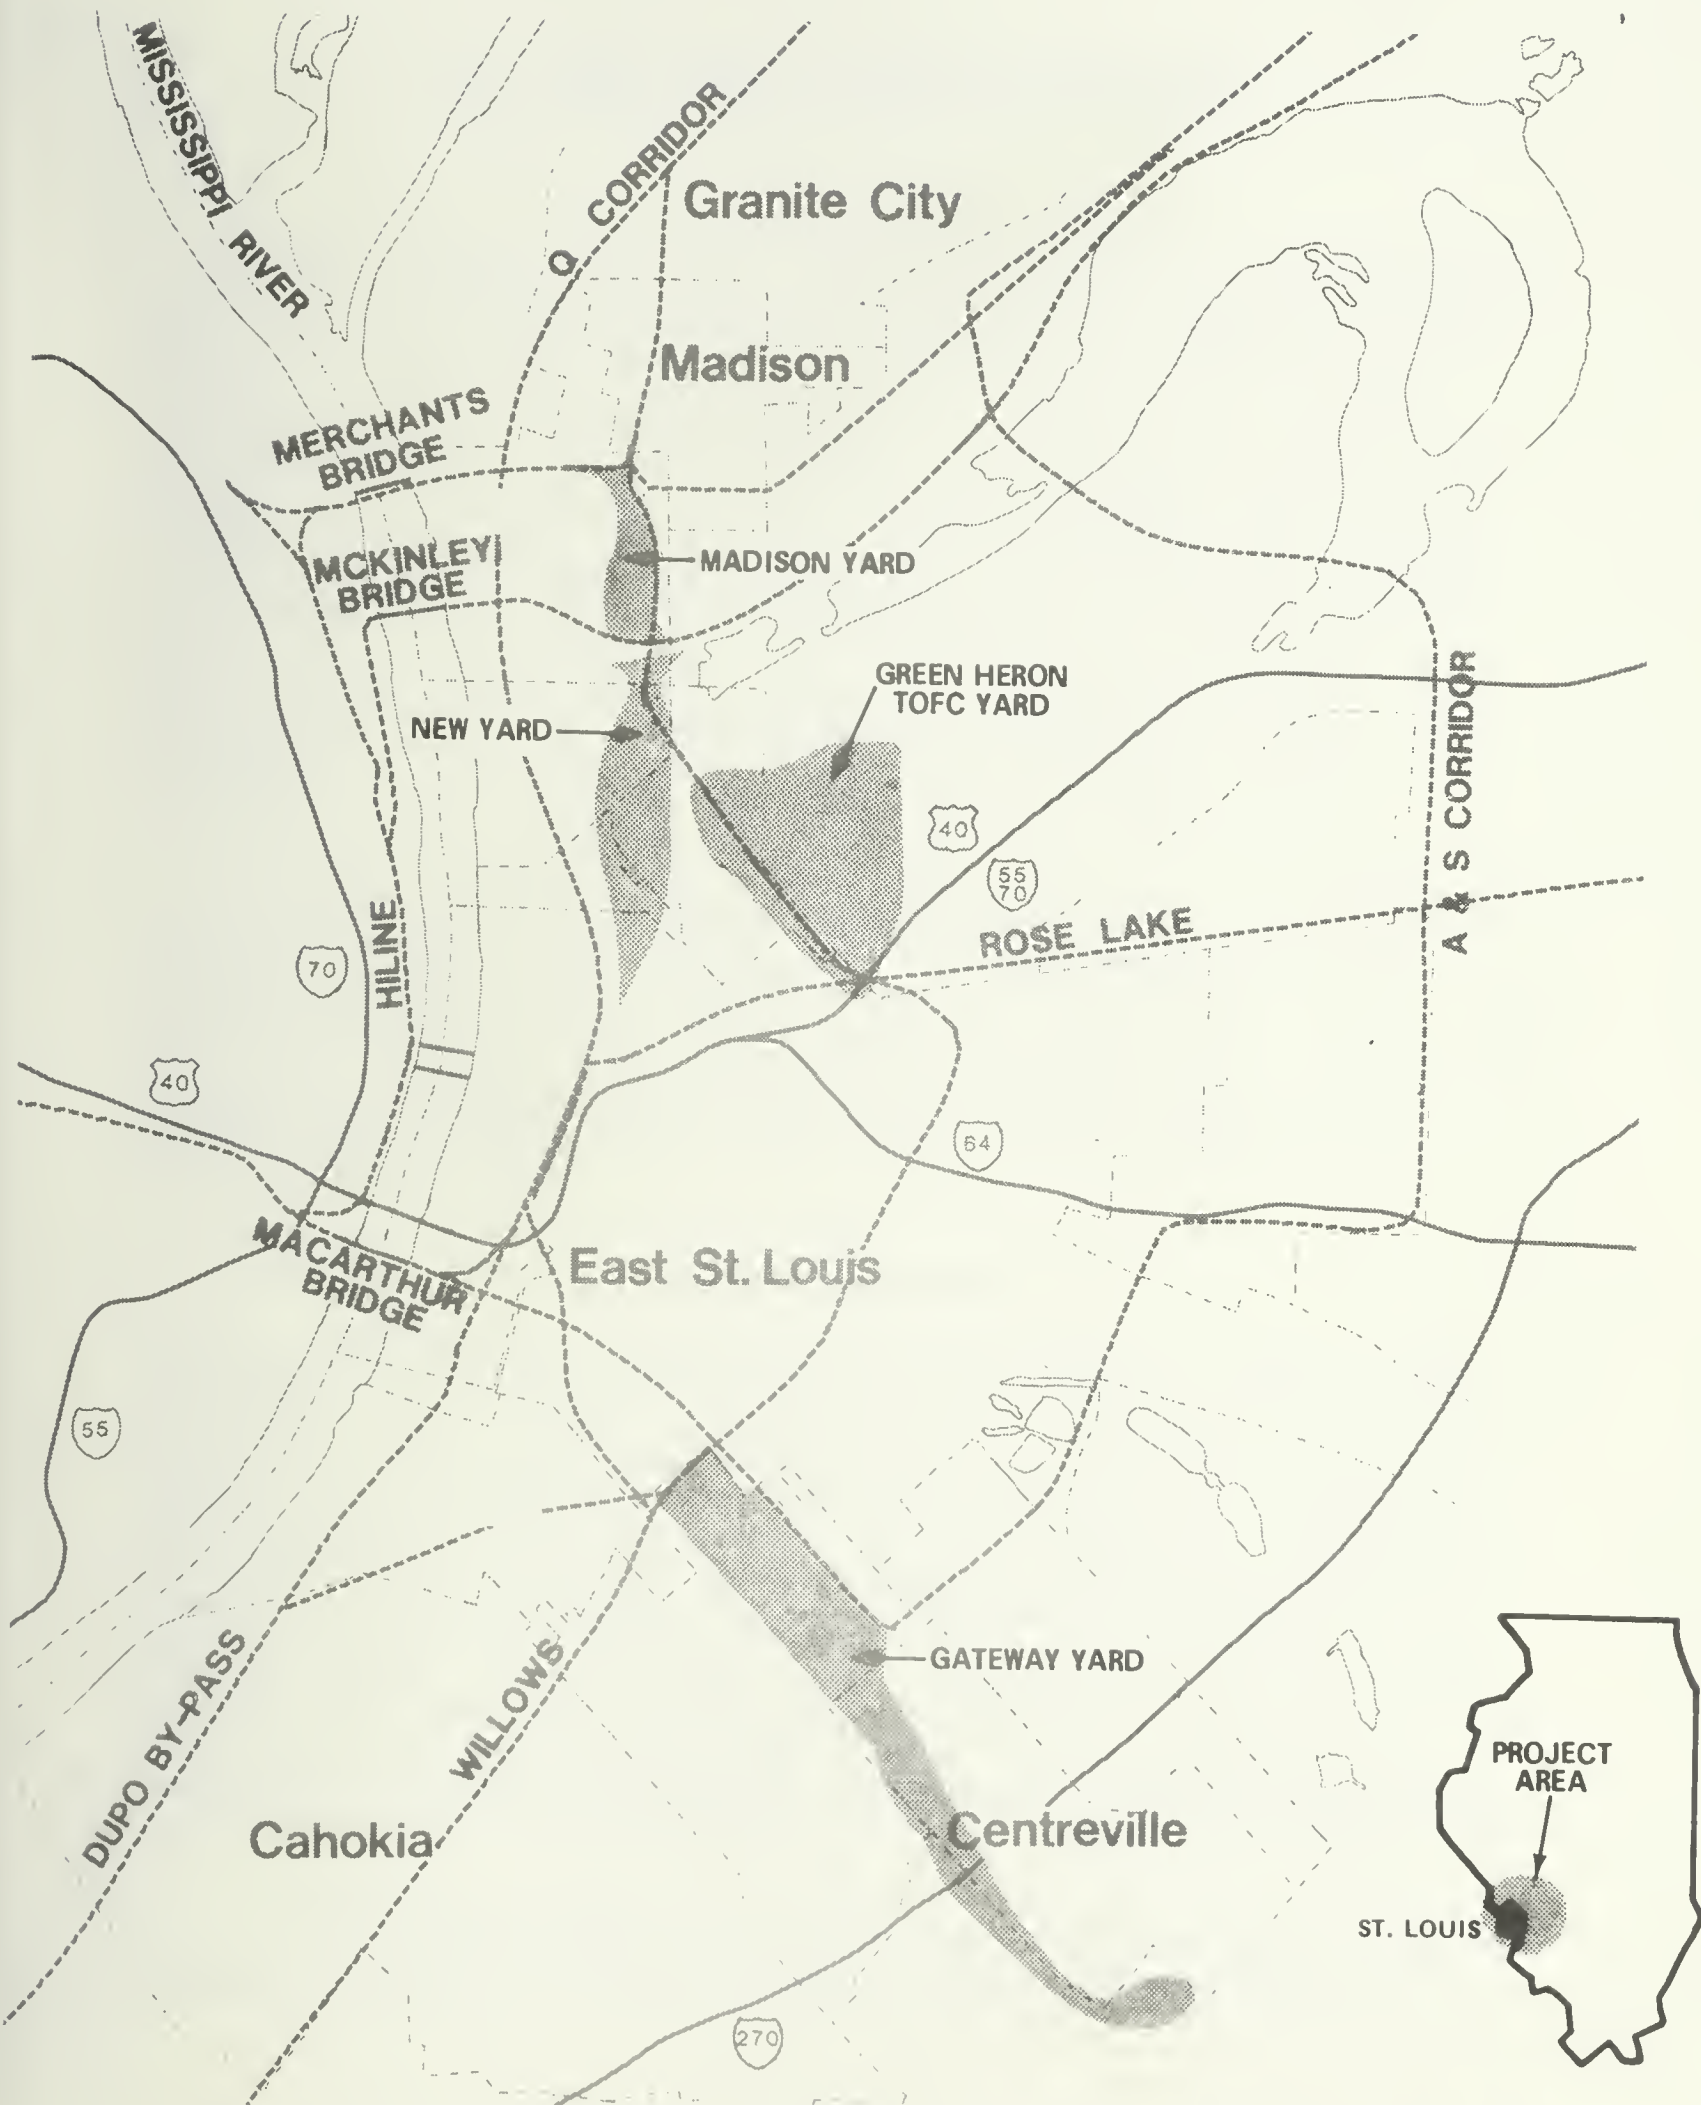 MISSISSIPPI RIVER
Q CORRIDOR
Granite City
Madison
MERCHANTS
BRIDGE
MCKINLEY
BRIDGE
MADISON YARD
GREEN HERON
TOFC YARD
NEW YARD
40
55
70
A & S CORRIDOR
ROSE LAKE
HILINE
70
40
64
MACARTHUR
BRIDGE
East St. Louis
55
GATEWAY YARD
DUPO BY-PASS
WILLOWS
PROJECT
AREA
Cahokia
Centreville
ST. LOUIS
270